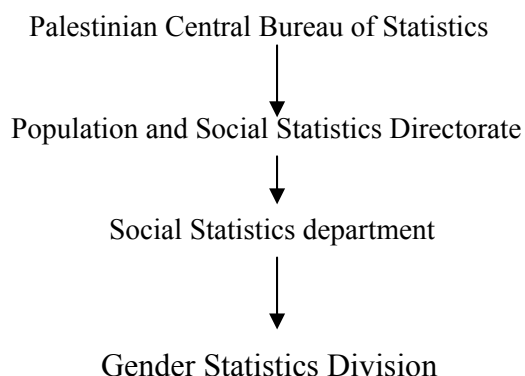 Palestinian Central Bureau of Statistics
Population and Social Statistics Directorate
Social Statistics department
Gender Statistics Division